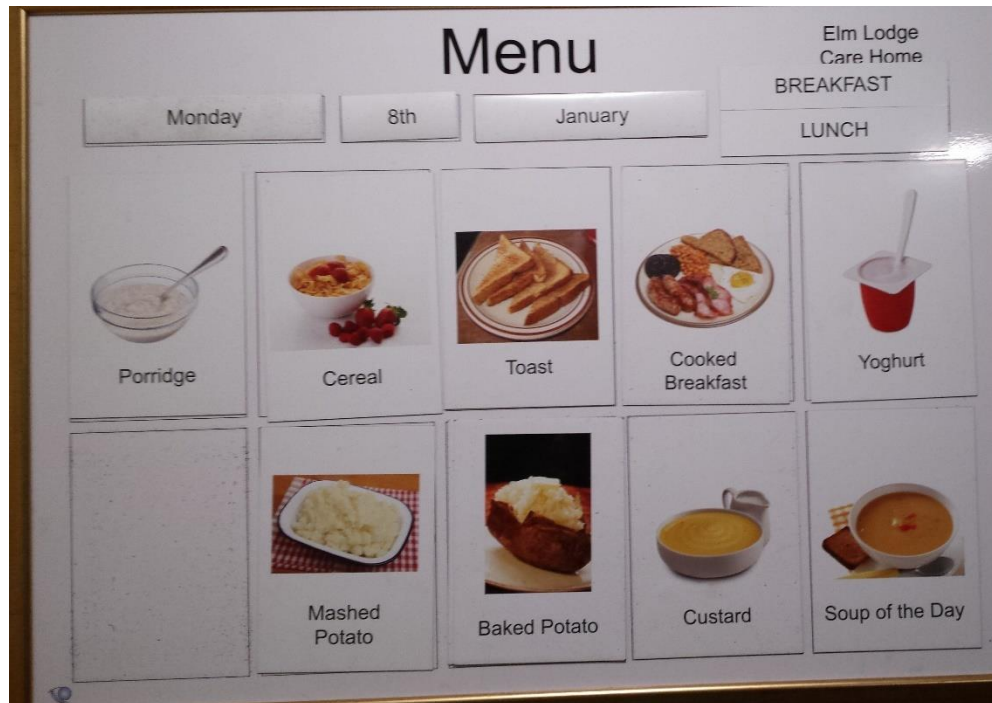 Menu
Elm Lodge
Care Home
Monday
8th
January
BREAKFAST
LUNCH
Porridge
Cereal
Toast
Cooked
Breakfast
Yoghurt
Mashed
Potato
Baked Potato
Custard
Soup of the Day